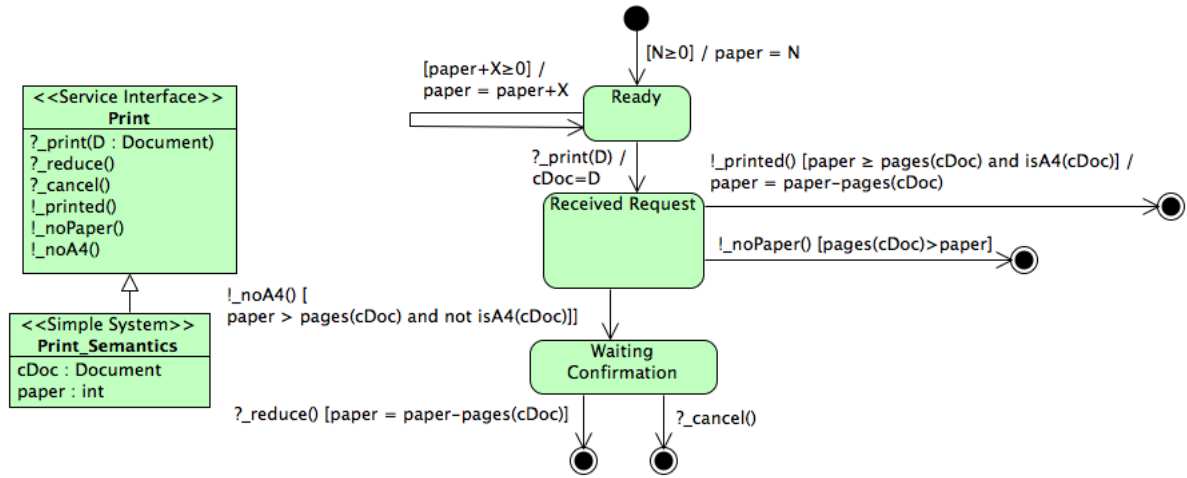 <<Service Interface>>
Print
?_print(D : Document)
?_reduce()
?_cancel()
!_printed()
!_noPaper()
!_noA4()
<<Simple System>>
Print_Semantics
cDoc : Document
paper : int
[N≥0] / paper = N
[paper+X≥0] /
paper = paper+X
Ready
?_print(D) /
cDoc=D
Received Request
!_printed() [paper ≥ pages(cDoc) and isA4(cDoc)] /
paper = paper-pages(cDoc)
!_noPaper() [pages(cDoc)>paper]
!_noA4() [
paper > pages(cDoc) and not isA4(cDoc)]]
Waiting
Confirmation
?_reduce() [paper = paper-pages(cDoc)]
?_cancel()